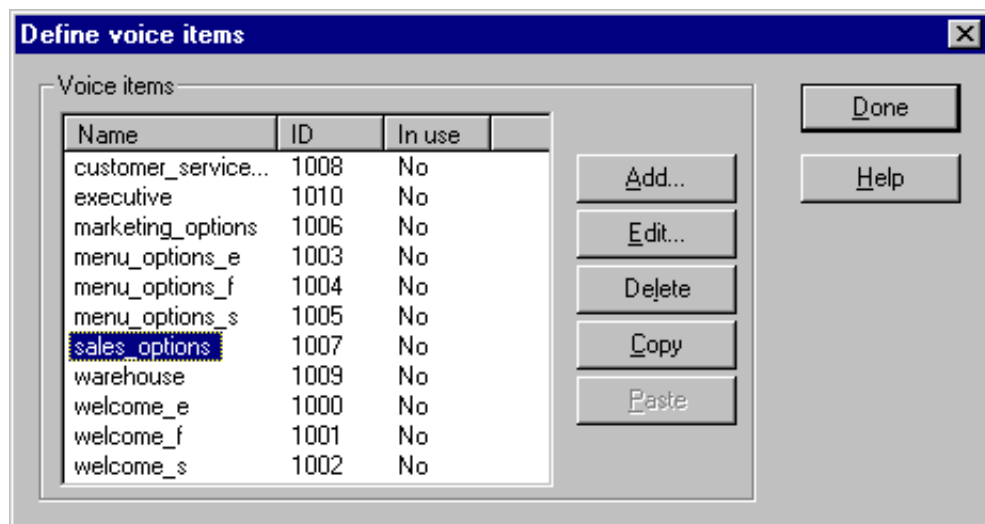 Define voice items
Voice items
Name ID In use
customer_service... 1008 No
executive 1010 No
marketing_options 1006 No
menu_options_e 1003 No
menu_options_f 1004 No
menu_options_s 1005 No
sales_options 1007 No
warehouse 1009 No
welcome_e 1000 No
welcome_f 1001 No
welcome_s 1002 No
Add...
Edit...
Delete
Copy
Paste
Done
Help